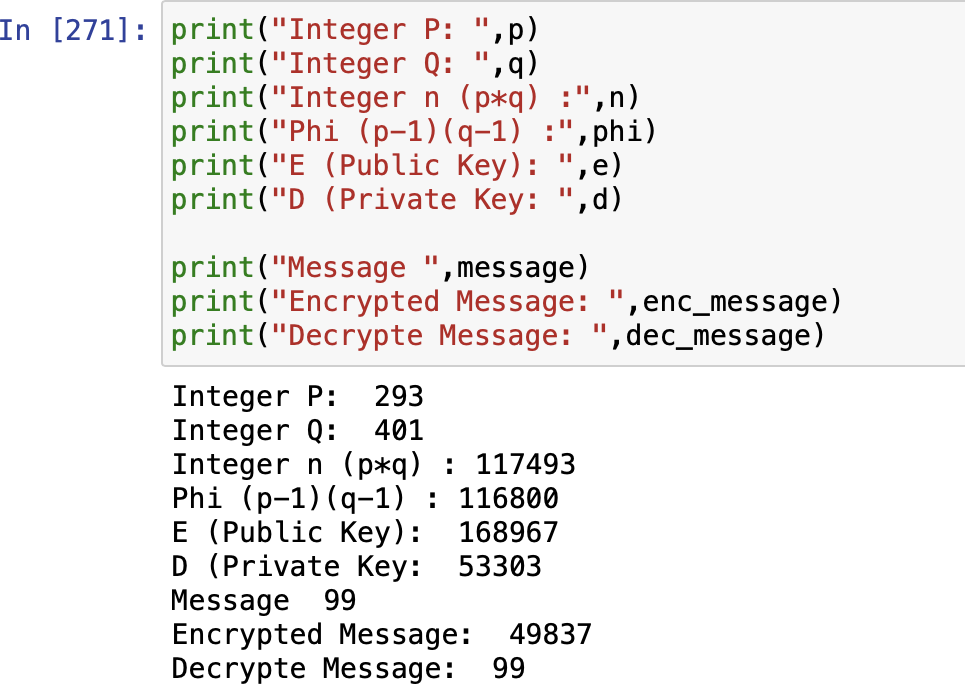 In [271]:
print("Integer P: ",p)
print("Integer Q: ",q)
print("Integer n (p*q) :",n)
print("Phi (p-1)(q-1) :",phi)
print("E (Public Key): ",e)
print("D (Private Key: ",d)
print("Message ",message)
print("Encrypted Message: ",enc_message)
print("Decrypte Message: ",dec_message)
Integer P:  293
Integer Q:  401
Integer n (p*q) : 117493
Phi (p-1)(q-1) : 116800
E (Public Key):  168967
D (Private Key:  53303
Message  99
Encrypted Message:  49837
Decrypte Message:  99